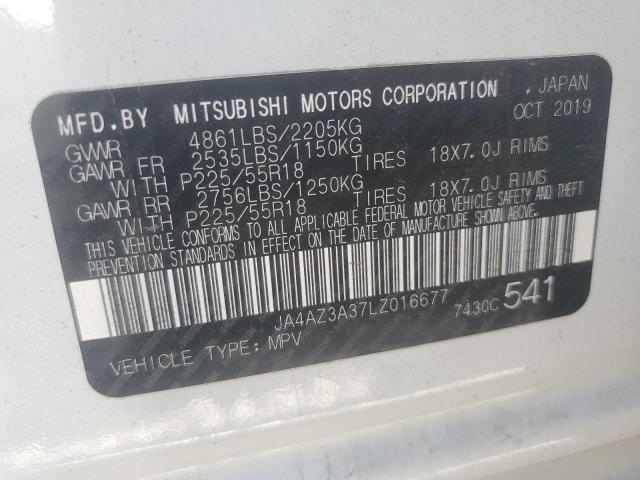 MFD.BY MITSUBISHI MOTORS CORPORATION , JAPAN
OCT 2019
GVWR 4861LBS/2205KG
GAWR FR 2535LBS/1150KG
WITH P225/55R18 TIRES 18X7.0J RIMS
GAWR RR 2756LBS/1250KG
WITH P225/55R18 TIRES 18X7.0J RIMS
THIS VEHICLE CONFORMS TO ALL APPLICABLE FEDERAL MOTOR VEHICLE SAFETY AND THEFT
PREVENTION STANDARDS IN EFFECT ON THE DATE OF MANUFACTURE SHOWN ABOVE.
JA4AZ3A37LZ016677 7430C 541
VEHICLE TYPE:MPV